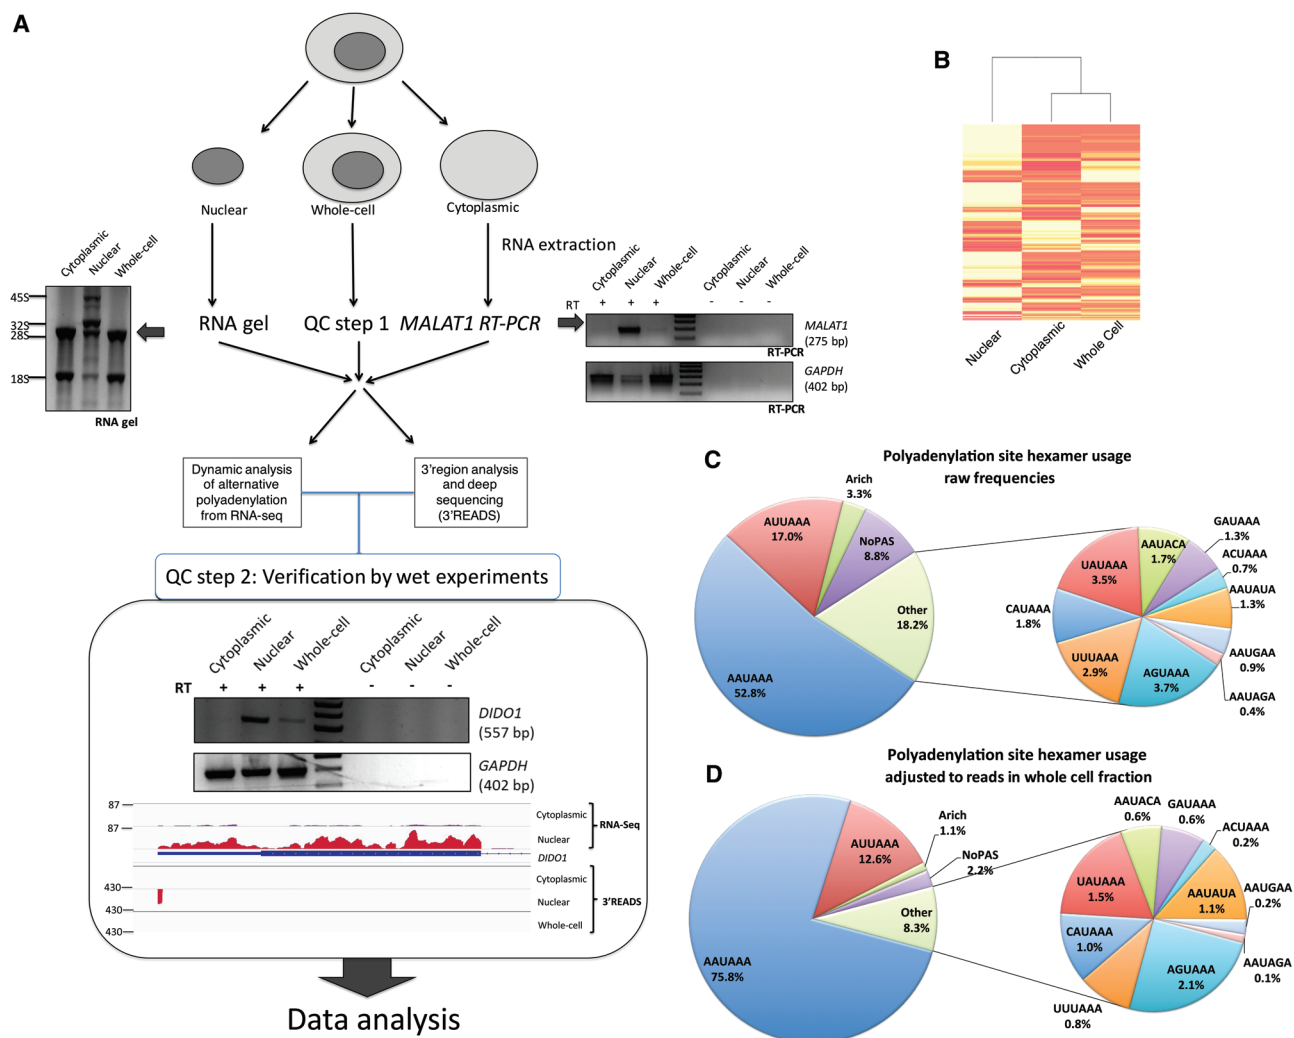 A
Nuclear
Whole-cell
Cytoplasmic
RNA extraction
Cytoplasmic
Nuclear
Whole-cell
45S
32S
28S
18S
RNA gel
RNA gel
QC step 1
MALAT1 RT-PCR
Cytoplasmic
Nuclear
Whole-cell
Cytoplasmic
Nuclear
Whole-cell
RT
+
+
+
-
-
-
MALAT1
(275 bp)
RT-PCR
GAPDH
(402 bp)
RT-PCR
Dynamic analysis
of alternative
polyadenylation
from RNA-seq
3'region analysis
and deep
sequencing
(3'READS)
QC step 2: Verification by wet experiments
Cytoplasmic
Nuclear
Whole-cell
Cytoplasmic
Nuclear
Whole-cell
RT
+
+
+
-
-
-
DIDO1
(557 bp)
GAPDH
(402 bp)
87
Cytoplasmic
RNA-Seq
87
Nuclear
DIDO1
Cytoplasmic
430
Nuclear
3'READS
430
Whole-cell
430
Data analysis
B
Nuclear
Cytoplasmic
Whole Cell
C
Polyadenylation site hexamer usage
raw frequencies
Arich
3.3%
AUUAAA
17.0%
NoPAS
8.8%
Other
18.2%
AAUAAA
52.8%
GAUAAA
1.3%
AAUACA
1.7%
ACUAAA
0.7%
UAUAAA
3.5%
AAUAUA
1.3%
CAUAAA
1.8%
AAUGAA
0.9%
UUUAAA
2.9%
AGUAAA
3.7%
AAUAGA
0.4%
D
Polyadenylation site hexamer usage
adjusted to reads in whole cell fraction
AUUAAA
12.6%
Arich
1.1%
NoPAS
2.2%
Other
8.3%
AAUAAA
75.8%
AAUACA
0.6%
GAUAAA
0.6%
ACUAAA
0.2%
UAUAAA
1.5%
AAUAUA
1.1%
AAUGAA
0.2%
CAUAAA
1.0%
AGUAAA
2.1%
AAUAGA
0.1%
UUUAAA
0.8%